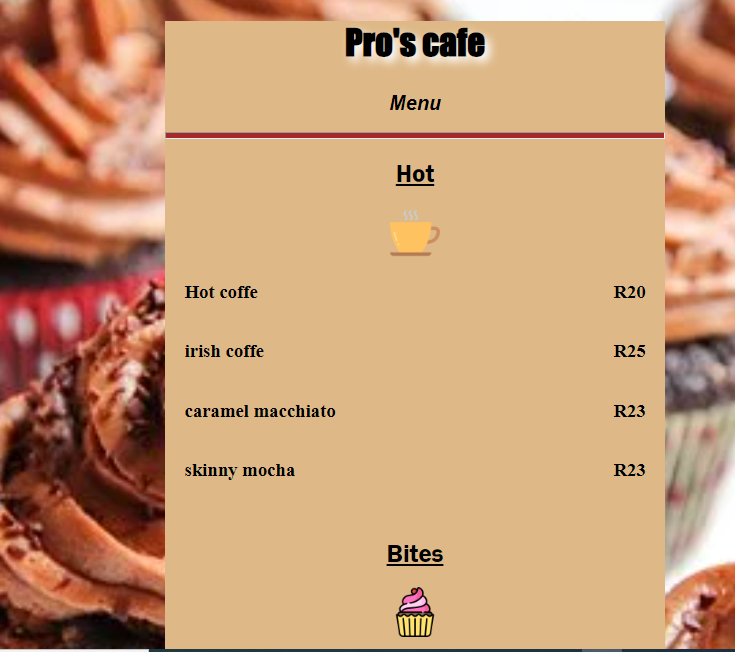 Pro's cafe
Menu
Hot
Hot coffe R20
irish coffe R25
caramel macchiato R23
skinny mocha R23
Bites